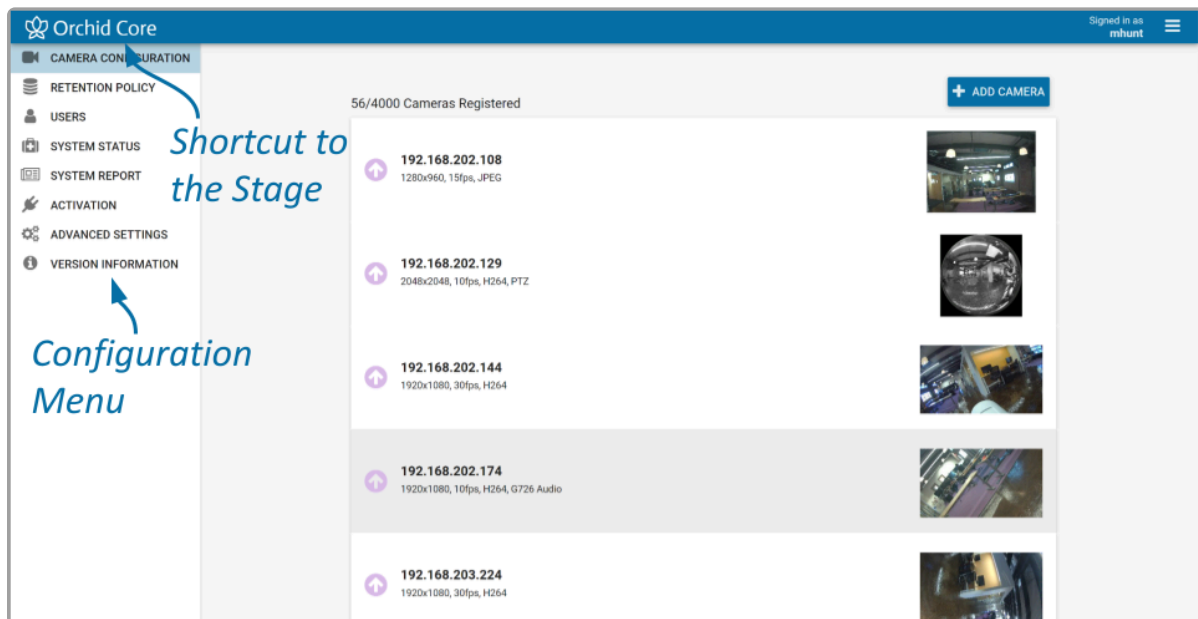 Orchid Core
Signed in as
mhunt
CAMERA CONFIGURATION
RETENTION POLICY
USERS
SYSTEM STATUS
SYSTEM REPORT
ACTIVATION
ADVANCED SETTINGS
VERSION INFORMATION
Shortcut to
the Stage
Configuration
Menu
56/4000 Cameras Registered
ADD CAMERA
192.168.202.108
1280x960, 15fps, JPEG
192.168.202.129
2048x2048, 10fps, H264, PTZ
192.168.202.144
1920x1080, 30fps, H264
192.168.202.174
1920x1080, 10fps, H264, G726 Audio
192.168.203.224
1920x1080, 30fps, H264